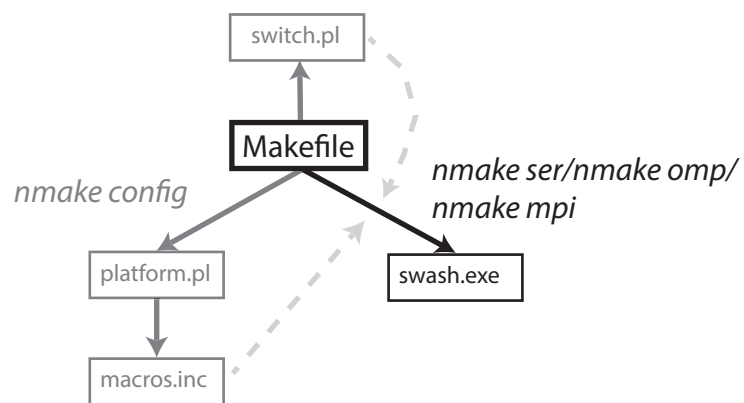 switch.pl
Makefile
nmake config
nmake ser/nmake omp/
nmake mpi
platform.pl
swash.exe
macros.inc